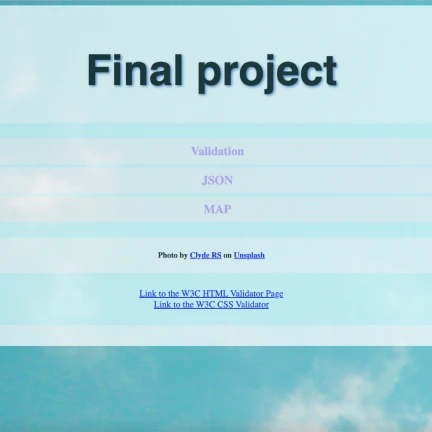 Final project
Validation
JSON
MAP
Photo by Clyde RS on Unsplash
Link to the W3C HTML Validator Page
Link to the W3C CSS Validator